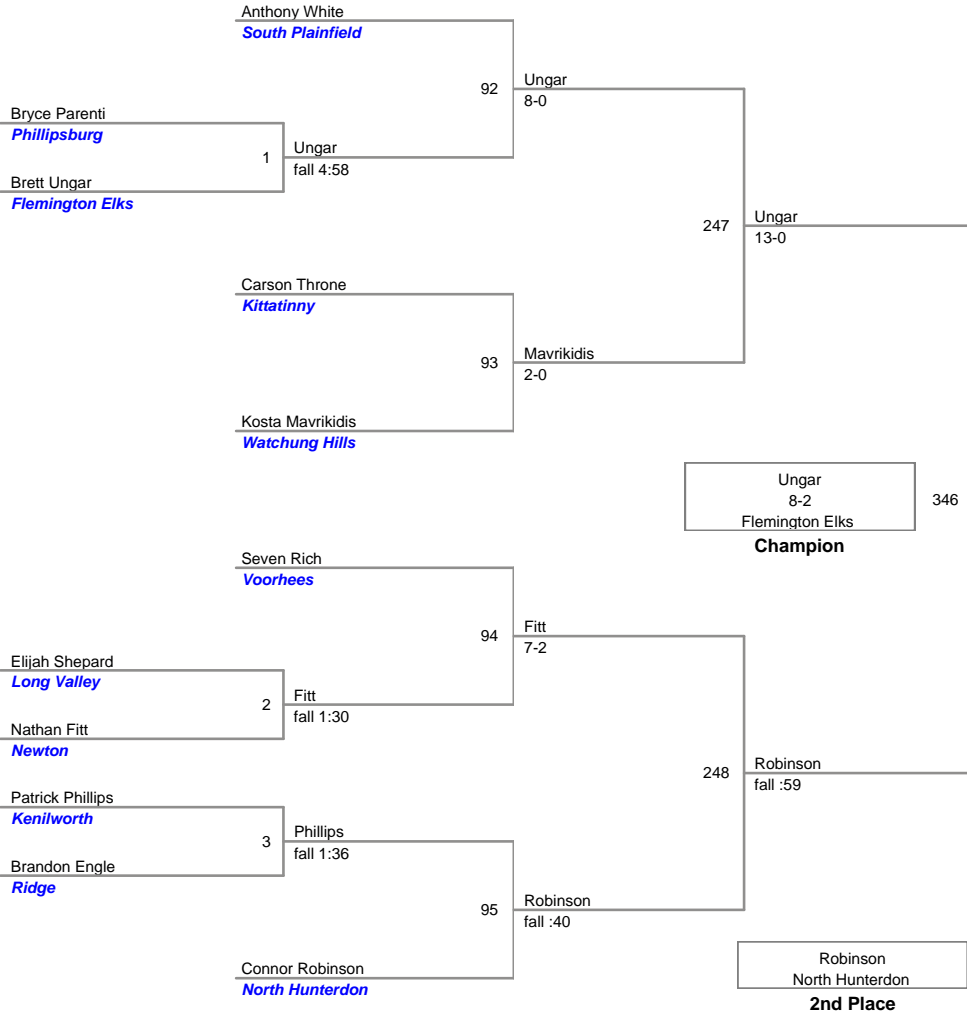 Anthony White
South Plainfield
92
Ungar
8-0
Bryce Parenti
Phillipsburg
1
Ungar
fall 4:58
Brett Ungar
Flemington Elks
247
Ungar
13-0
Carson Throne
Kittatinny
93
Mavrikidis
2-0
Kosta Mavrikidis
Watchung Hills
Ungar
8-2
Flemington Elks
346
Champion
Seven Rich
Voorhees
94
Fitt
7-2
Elijah Shepard
Long Valley
2
Fitt
fall 1:30
Nathan Fitt
Newton
248
Robinson
fall :59
Patrick Phillips
Kenilworth
3
Phillips
fall 1:36
Brandon Engle
Ridge
95
Robinson
fall :40
Connor Robinson
North Hunterdon
Robinson
North Hunterdon
2nd Place